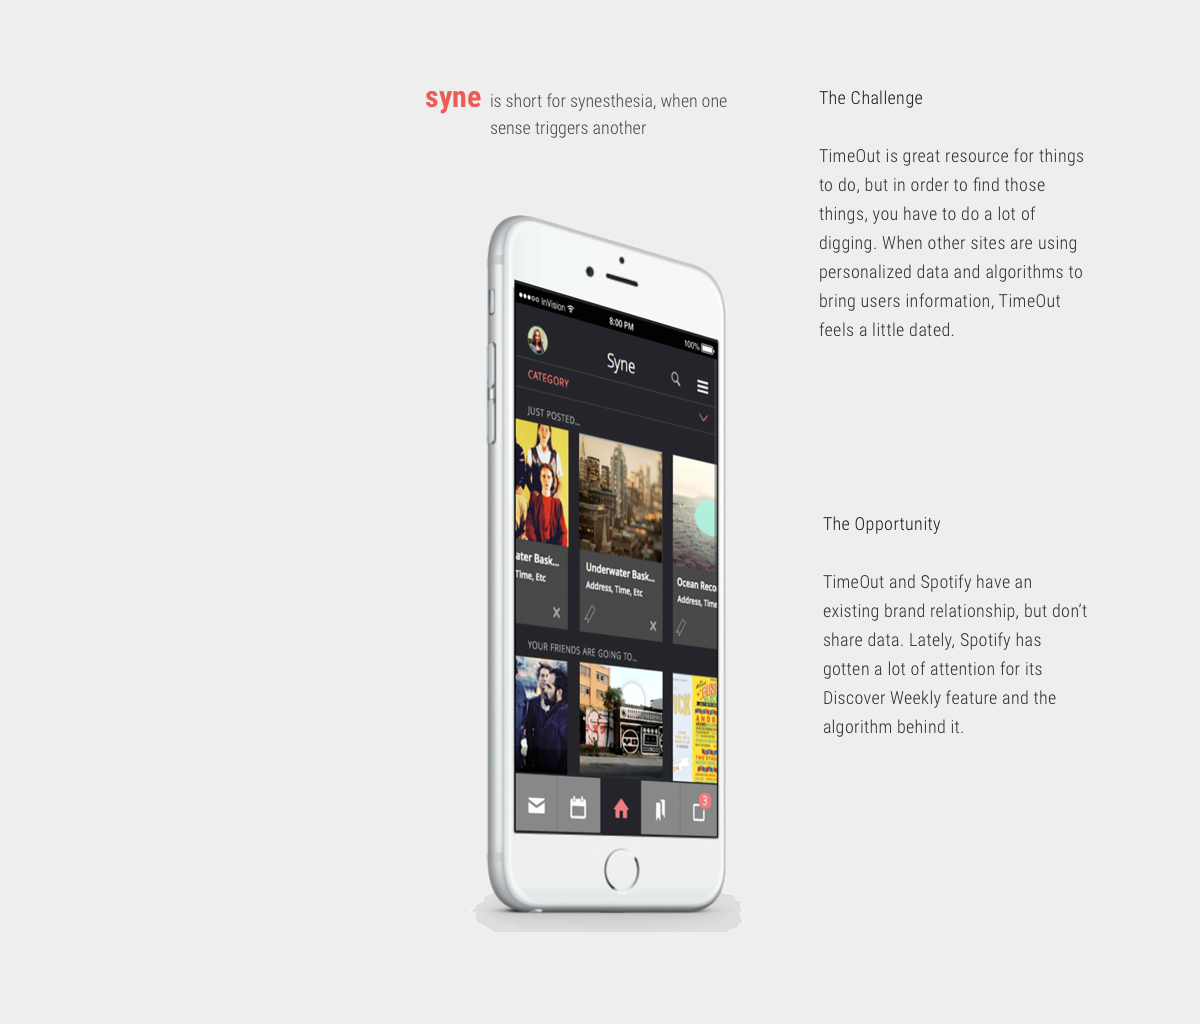 syne is short for synesthesia, when one
sense triggers another
The Challenge
TimeOut is great resource for things
to do, but in order to find those
things, you have to do a lot of
digging. When other sites are using
personalized data and algorithms to
bring users information, TimeOut
feels a little dated.
The Opportunity
TimeOut and Spotify have an
existing brand relationship, but don't
share data. Lately, Spotify has
gotten a lot of attention for its
Discover Weekly feature and the
algorithm behind it.
InVision 8:00 PM 100%
Syne
CATEGORY
JUST POSTED...
ater Bask... Underwater Bask... Ocean Reco
Time, Etc Address, Time, Etc Address, Time
X X
YOUR FRIENDS ARE GOING TO...
3